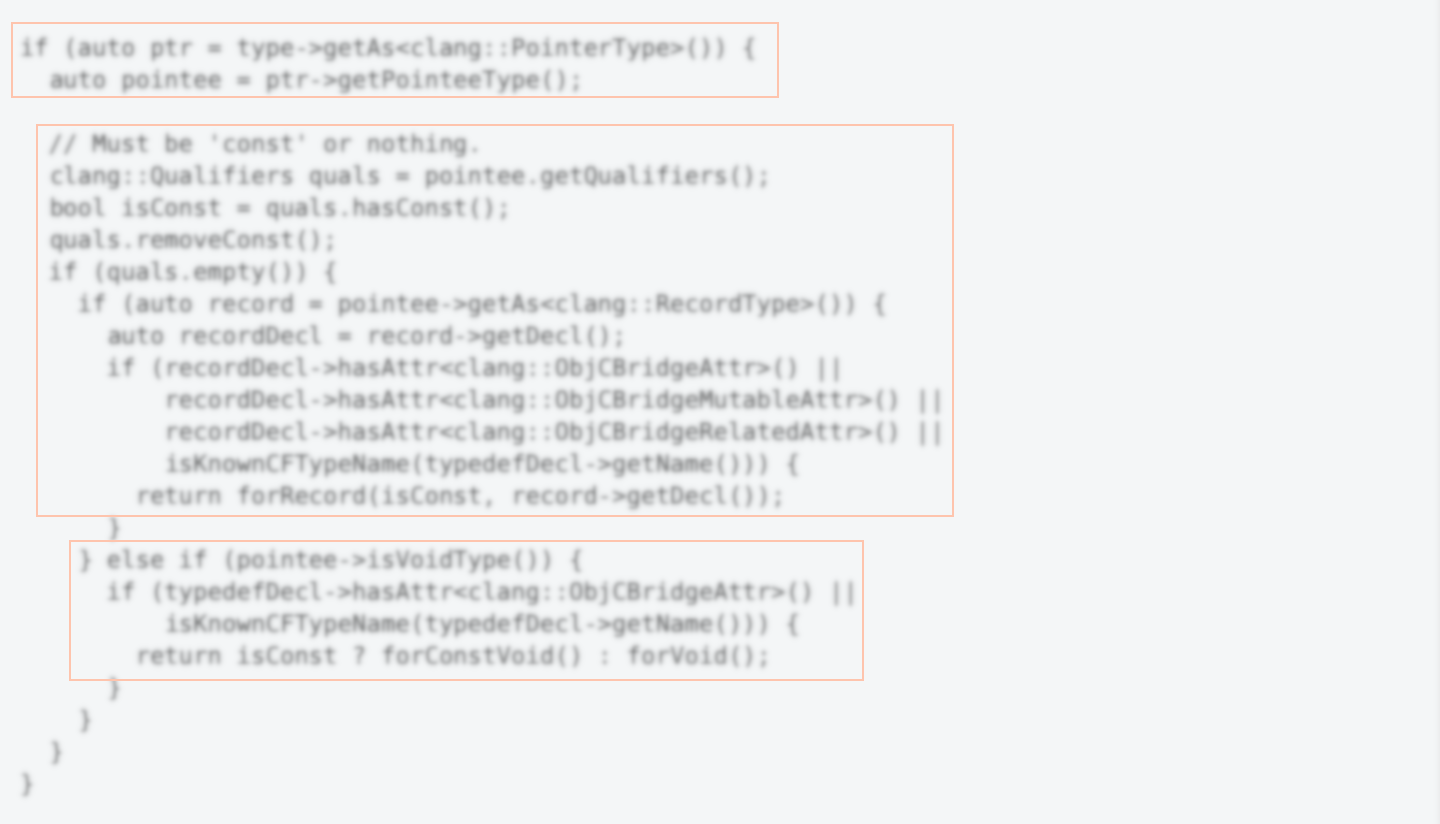 if (auto ptr = type->getAs<clang::PointerType>()) {
  auto pointee = ptr->getPointeeType();

    // Must be 'const' or nothing.
  clang::Qualifiers quals = pointee.getQualifiers();
  bool isConst = quals.hasConst();
  quals.removeConst();
  if (quals.empty()) {
    if (auto record = pointee->getAs<clang::RecordType>()) {
      auto recordDecl = record->getDecl();
      if (recordDecl->hasAttr<clang::ObjCBridgeAttr>() ||
          recordDecl->hasAttr<clang::ObjCBridgeMutableAttr>() ||
          recordDecl->hasAttr<clang::ObjCBridgeRelatedAttr>() ||
          isKnownCFTypeName(typedefDecl->getName())) {
        return forRecord(isConst, record->getDecl());
      }
    } else if (pointee->isVoidType()) {
      if (typedefDecl->hasAttr<clang::ObjCBridgeAttr>() ||
          isKnownCFTypeName(typedefDecl->getName())) {
        return isConst ? forConstVoid() : forVoid();
      }
    }
  }
}